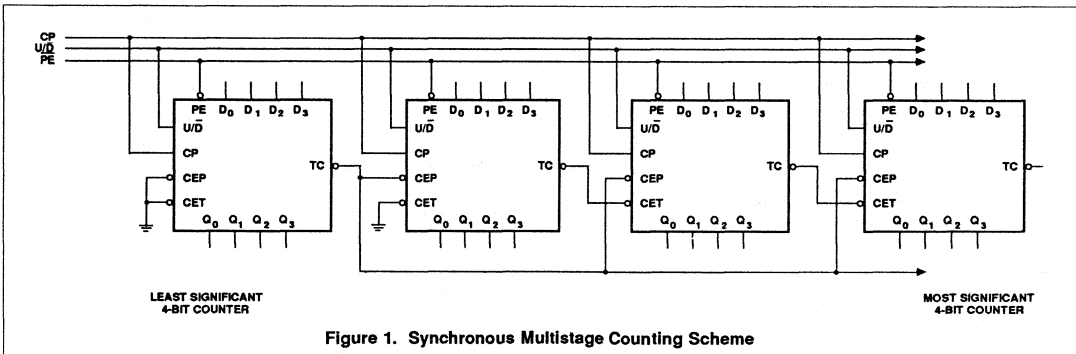 CP
U/D̅
P̅E̅
PE D₀ D₁ D₂ D₃
U/D̅
CP
TC
CEP
CET
Q₀ Q₁ Q₂ Q₃
PE D₀ D₁ D₂ D₃
U/D̅
CP
TC
CEP
CET
Q₀ Q₁ Q₂ Q₃
PE D₀ D₁ D₂ D₃
U/D̅
CP
TC
CEP
CET
Q₀ Q₁ Q₂ Q₃
PE D₀ D₁ D₂ D₃
U/D̅
CP
TC
CEP
CET
Q₀ Q₁ Q₂ Q₃
LEAST SIGNIFICANT
4-BIT COUNTER
MOST SIGNIFICANT
4-BIT COUNTER
Figure 1. Synchronous Multistage Counting Scheme